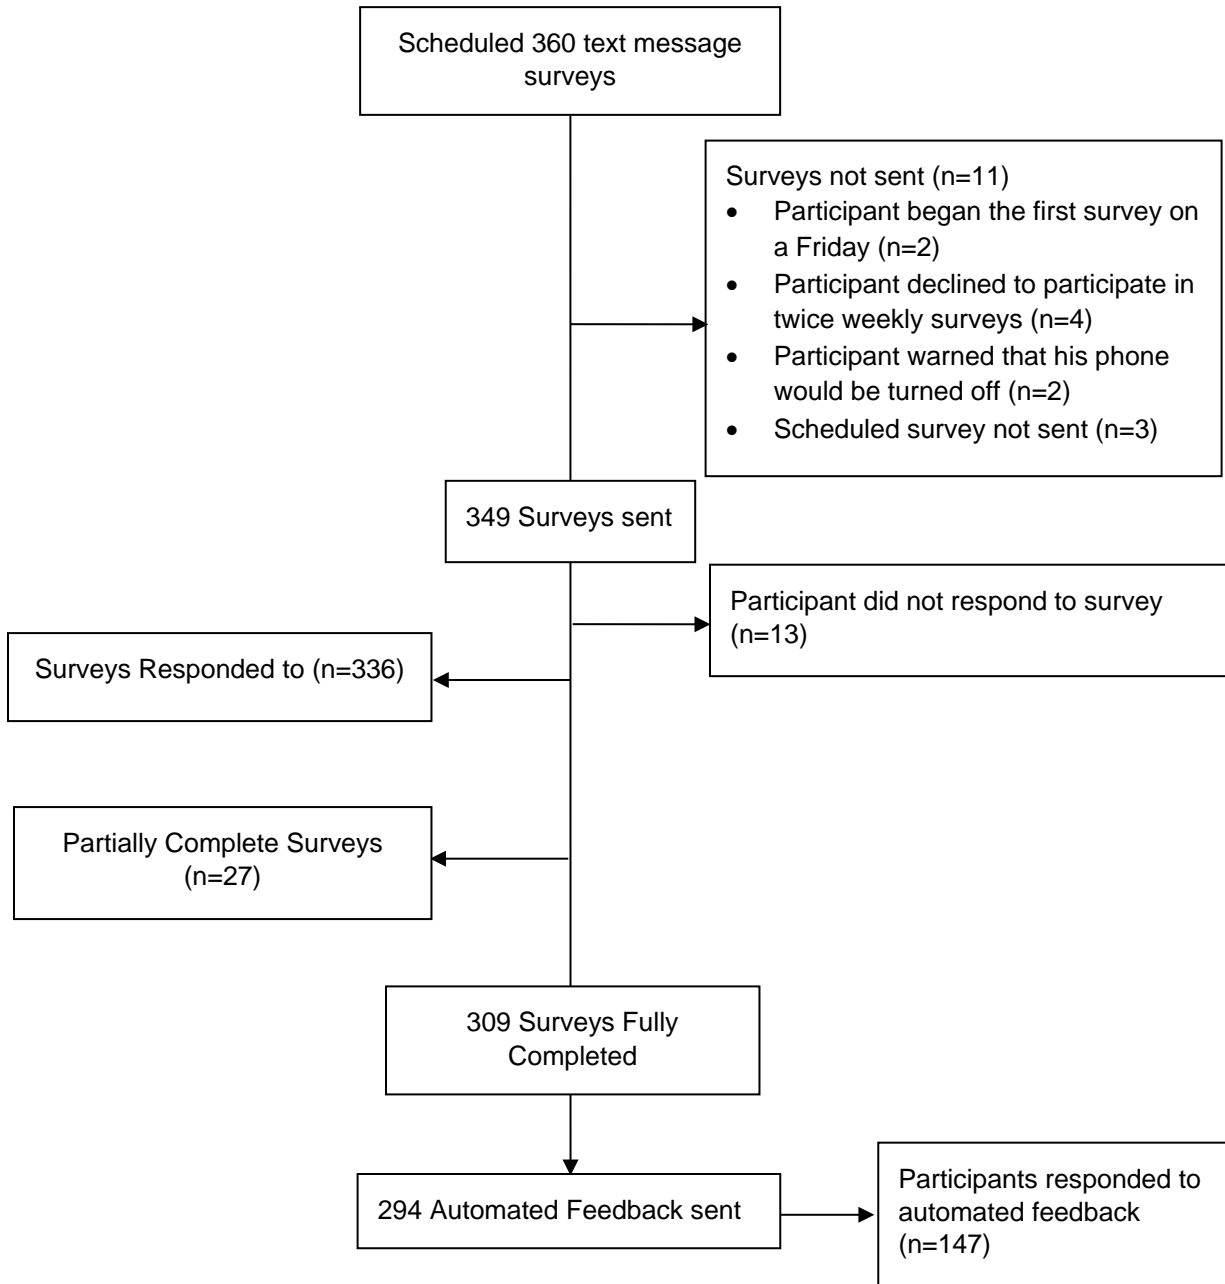 Scheduled 360 text message
surveys
Surveys not sent (n=11)
• Participant began the first survey on
a Friday (n=2)
• Participant declined to participate in
twice weekly surveys (n=4)
• Participant warned that his phone
would be turned off (n=2)
• Scheduled survey not sent (n=3)
349 Surveys sent
Participant did not respond to survey
(n=13)
Surveys Responded to (n=336)
Partially Complete Surveys
(n=27)
309 Surveys Fully
Completed
294 Automated Feedback sent
Participants responded to
automated feedback
(n=147)